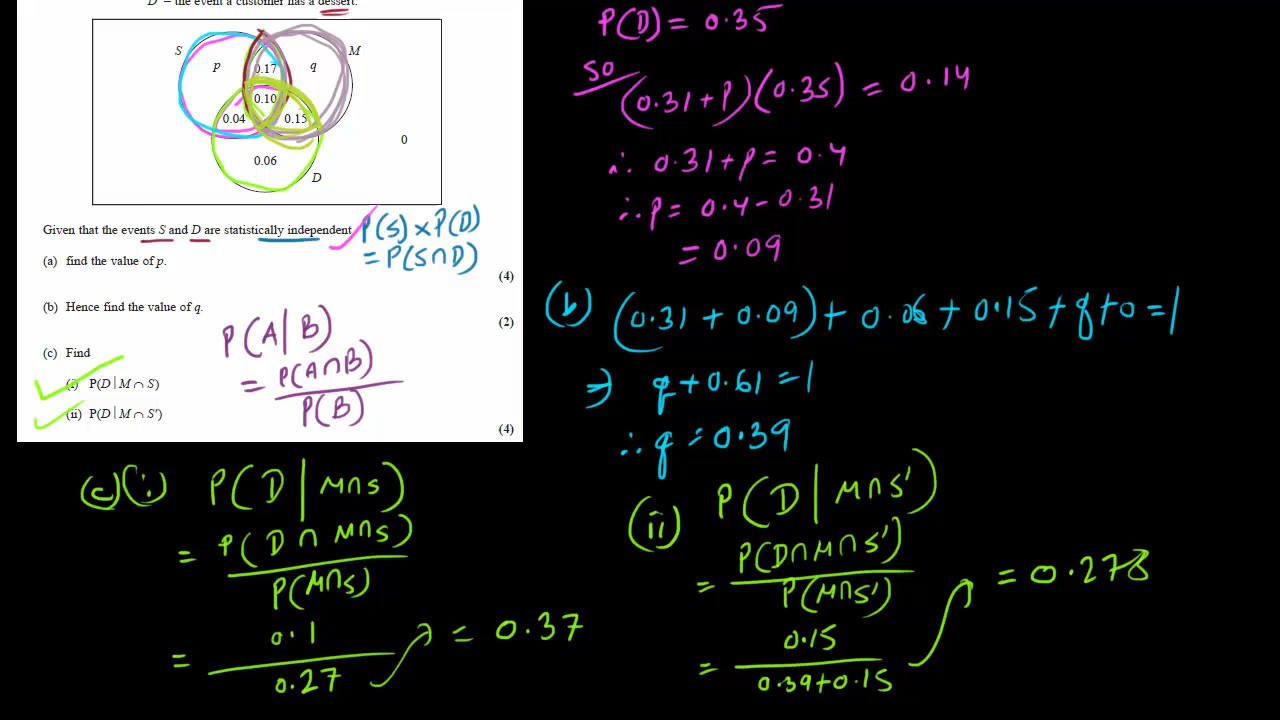 D = the event a customer has a dessert.
S
M
p
0.17
q
0.10
0.04
0.15
0
0.06
D
Given that the events S and D are statistically independent
P(S) × P(D)
= P(S∩D)
(a) find the value of p.
(4)
(b) Hence find the value of q.
(2)
P(A|B)
= P(A∩B)
P(B)
(c) Find
(i) P(D | M ∩ S)
(ii) P(D | M ∩ S′)
(4)
P(D) = 0.35
so
(0.31 + P)(0.35) = 0.14
∴ 0.31 + P = 0.4
∴ P = 0.4 - 0.31
= 0.09
(b) (0.31 + 0.09) + 0.06 + 0.15 + q + 0 = 1
⇒ q + 0.61 = 1
∴ q = 0.39
(c)(i) P(D | M∩S)
= P(D ∩ M∩S)
P(M∩S)
= 0.1
0.27
= 0.37
(ii) P(D | M∩S')
= P(D∩M∩S')
P(M∩S')
= 0.15
0.39+0.15
= 0.278